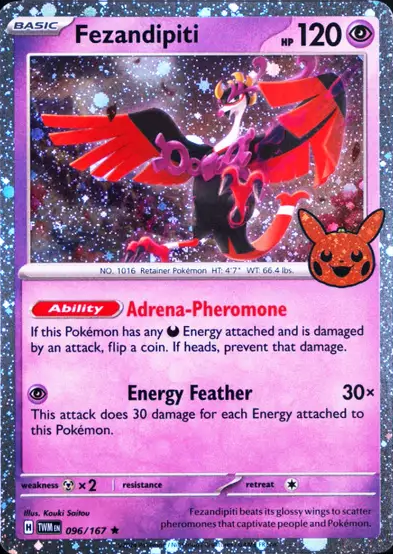 BASIC
Fezandipiti
HP 120
NO. 1016 Retainer Pokémon HT: 4'7" WT: 66.4 lbs.
Ability Adrena-Pheromone
If this Pokémon has any Energy attached and is damaged
by an attack, flip a coin. If heads, prevent that damage.
Energy Feather 30×
This attack does 30 damage for each Energy attached to
this Pokémon.
weakness ×2 resistance retreat
Illus. Kouki Saitou
H TWM EN 096/167 ★
Fezandipiti beats its glossy wings to scatter
pheromones that captivate people and Pokémon.